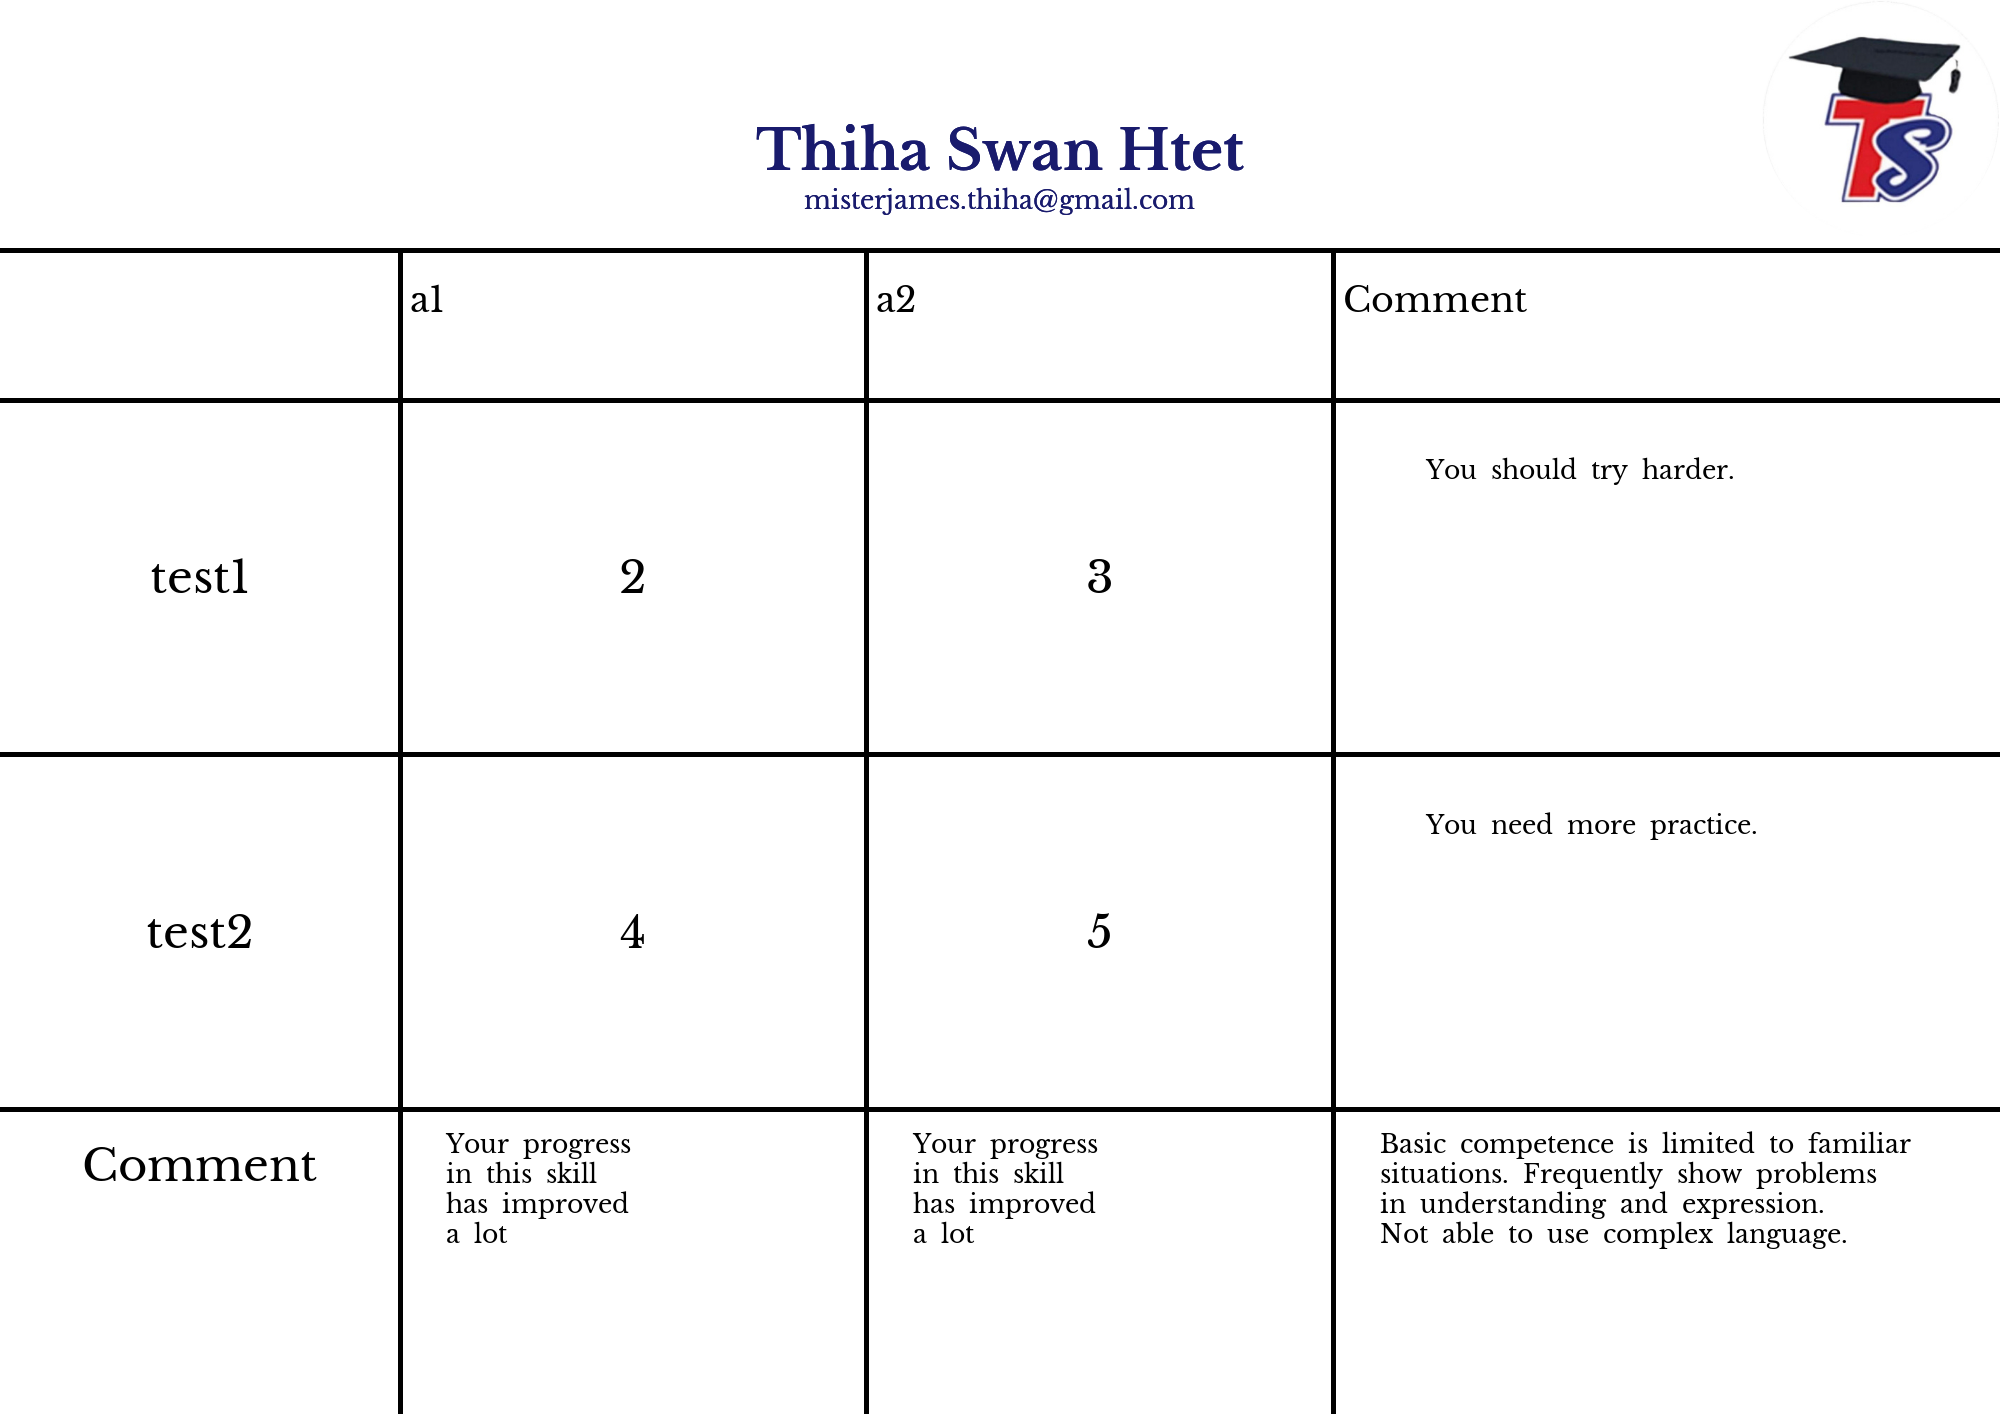 TS
Thiha Swan Htet
misterjames.thiha@gmail.com
a1
a2
Comment
test1
2
3
You should try harder.
test2
4
5
You need more practice.
Comment
Your progress
in this skill
has improved
a lot
Your progress
in this skill
has improved
a lot
Basic competence is limited to familiar
situations. Frequently show problems
in understanding and expression.
Not able to use complex language.